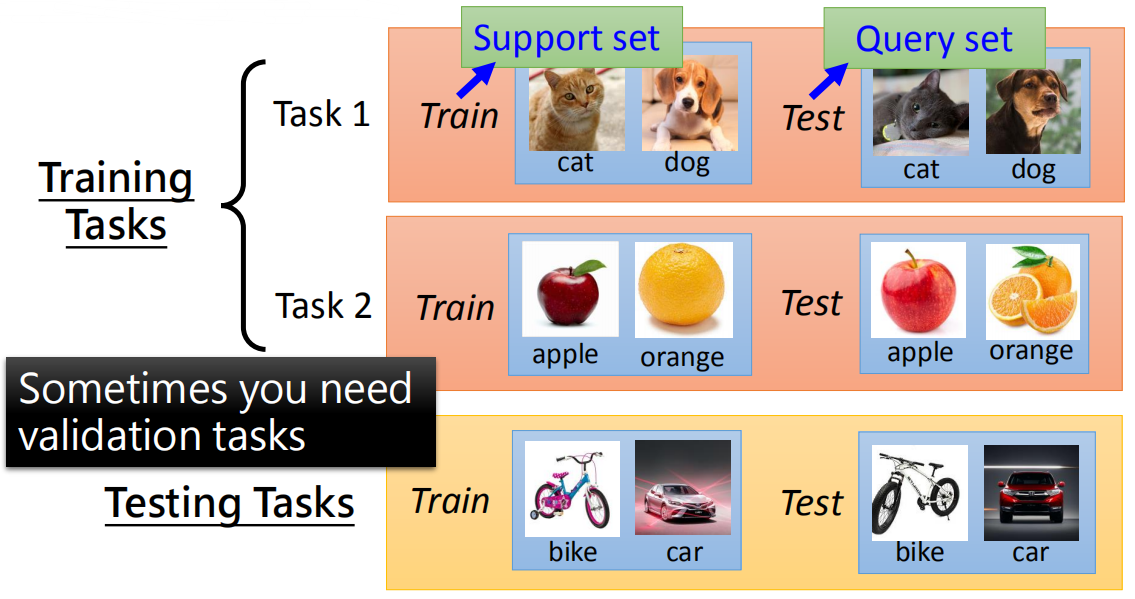 Support set
Query set
Task 1
Train
cat
dog
Test
cat
dog
Training
Tasks
Task 2
Train
apple
orange
Test
apple
orange
Sometimes you need
validation tasks
Testing Tasks
Train
bike
car
Test
bike
car